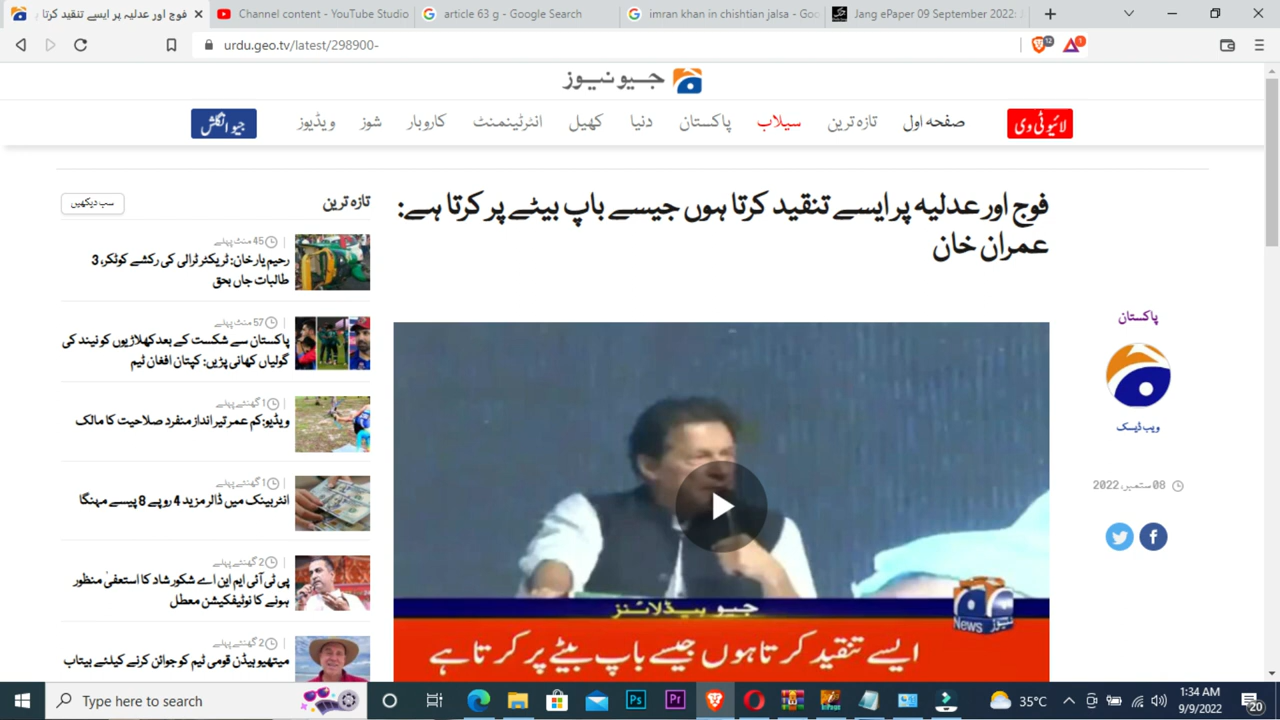 فوج اور عدلیہ پر ایسے تنقید کرتا
Channel content - YouTube Studio
article 63 g - Google Search
imran khan in chishtian jalsa - Goo
Jang ePaper 09 September 2022:
urdu.geo.tv/latest/298900-
12
1
جیو نیوز
لائیو ٹی وی
صفحہ اول
تازہ ترین
سیلاب
پاکستان
دنیا
کھیل
انٹرٹینمنٹ
کاروبار
شوز
ویڈیوز
جیو انگلش
فوج اور عدلیہ پر ایسے تنقید کرتا ہوں جیسے باپ بیٹے پر کرتا ہے:
عمران خان
پاکستان
ویب ڈیسک
08 ستمبر، 2022
جیو ہیڈلائنز
News نیوز
ایسے تنقید کرتا ہوں جیسے باپ بیٹے پر کرتا ہے
تازہ ترین
سب دیکھیں
45 منٹ پہلے
رحیم یار خان: ٹریکٹر ٹرالی کی رکشے کو ٹکر، 3
طالبات جاں بحق
57 منٹ پہلے
پاکستان سے شکست کے بعد کھلاڑیوں کو نیند کی
گولیاں کھانی پڑیں: کپتان افغان ٹیم
1 گھنٹے پہلے
ویڈیو: کم عمر تیر انداز منفرد صلاحیت کا مالک
1 گھنٹے پہلے
انٹربینک میں ڈالر مزید 4 روپے 8 پیسے مہنگا
2 گھنٹے پہلے
پی ٹی آئی ایم این اے شکور شاد کا استعفیٰ منظور
ہونے کا نوٹیفکیشن معطل
2 گھنٹے پہلے
میتھیو ہیڈن قومی ٹیم کو جوائن کرنے کیلئے بیتاب
Type here to search
Ps
Pr
35°C
1:34 AM
9/9/2022
20